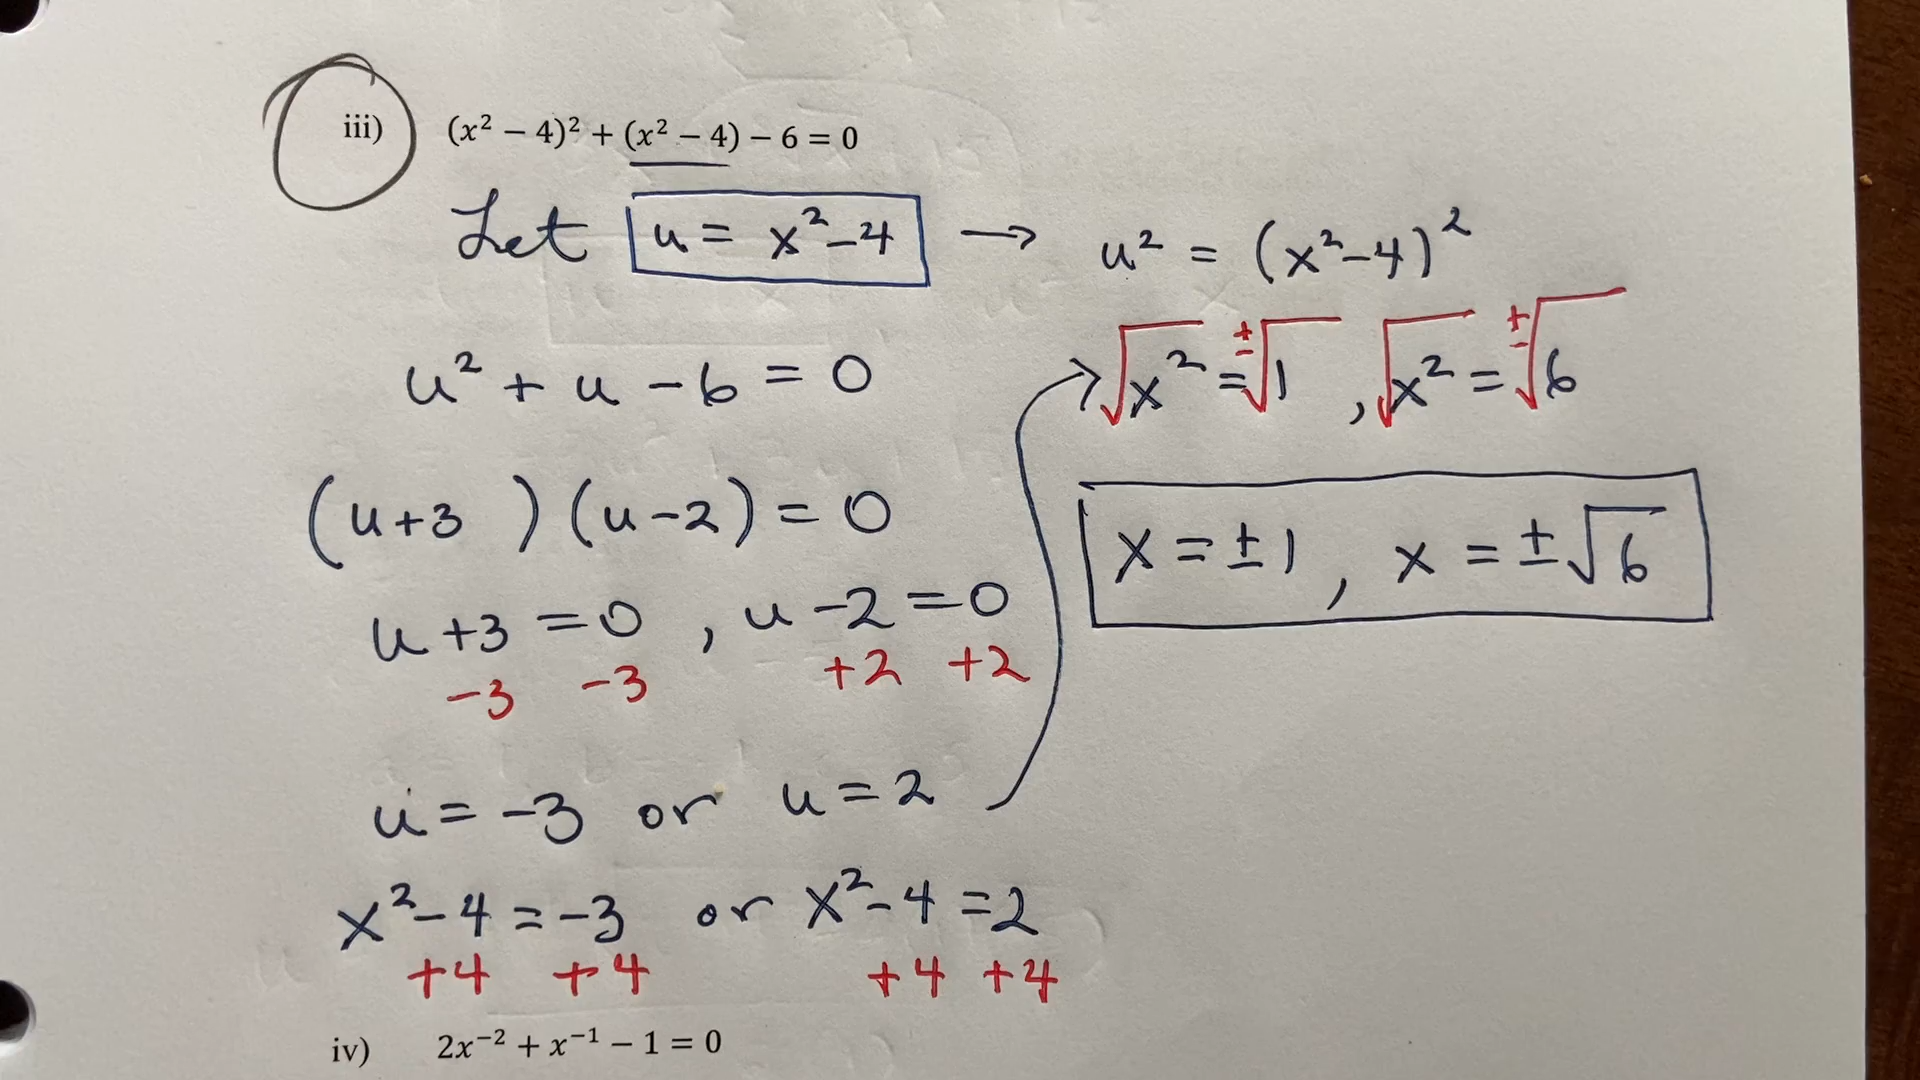 iii) (x² − 4)² + (x² − 4) − 6 = 0
Let u = x² − 4 → u² = (x² − 4)²
u² + u − 6 = 0
(u + 3 ) (u − 2) = 0
u + 3 = 0 , u − 2 = 0
−3 −3 +2 +2
u = −3 or u = 2
x² − 4 = −3 or x² − 4 = 2
+4 +4 +4 +4
√x² = ±√1 , √x² = ±√6
x = ±1 , x = ±√6
iv) 2x⁻² + x⁻¹ − 1 = 0